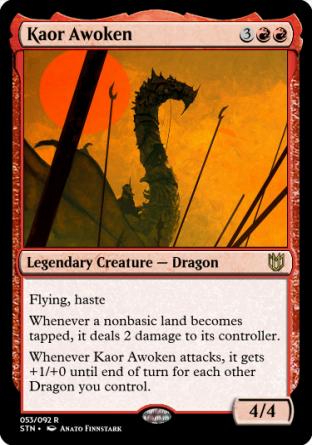 Kaor Awoken 3
Legendary Creature — Dragon
Flying, haste
Whenever a nonbasic land becomes
tapped, it deals 2 damage to its controller.
Whenever Kaor Awoken attacks, it gets
+1/+0 until end of turn for each other
Dragon you control.
4/4
053/092 R
STN • Anato Finnstark